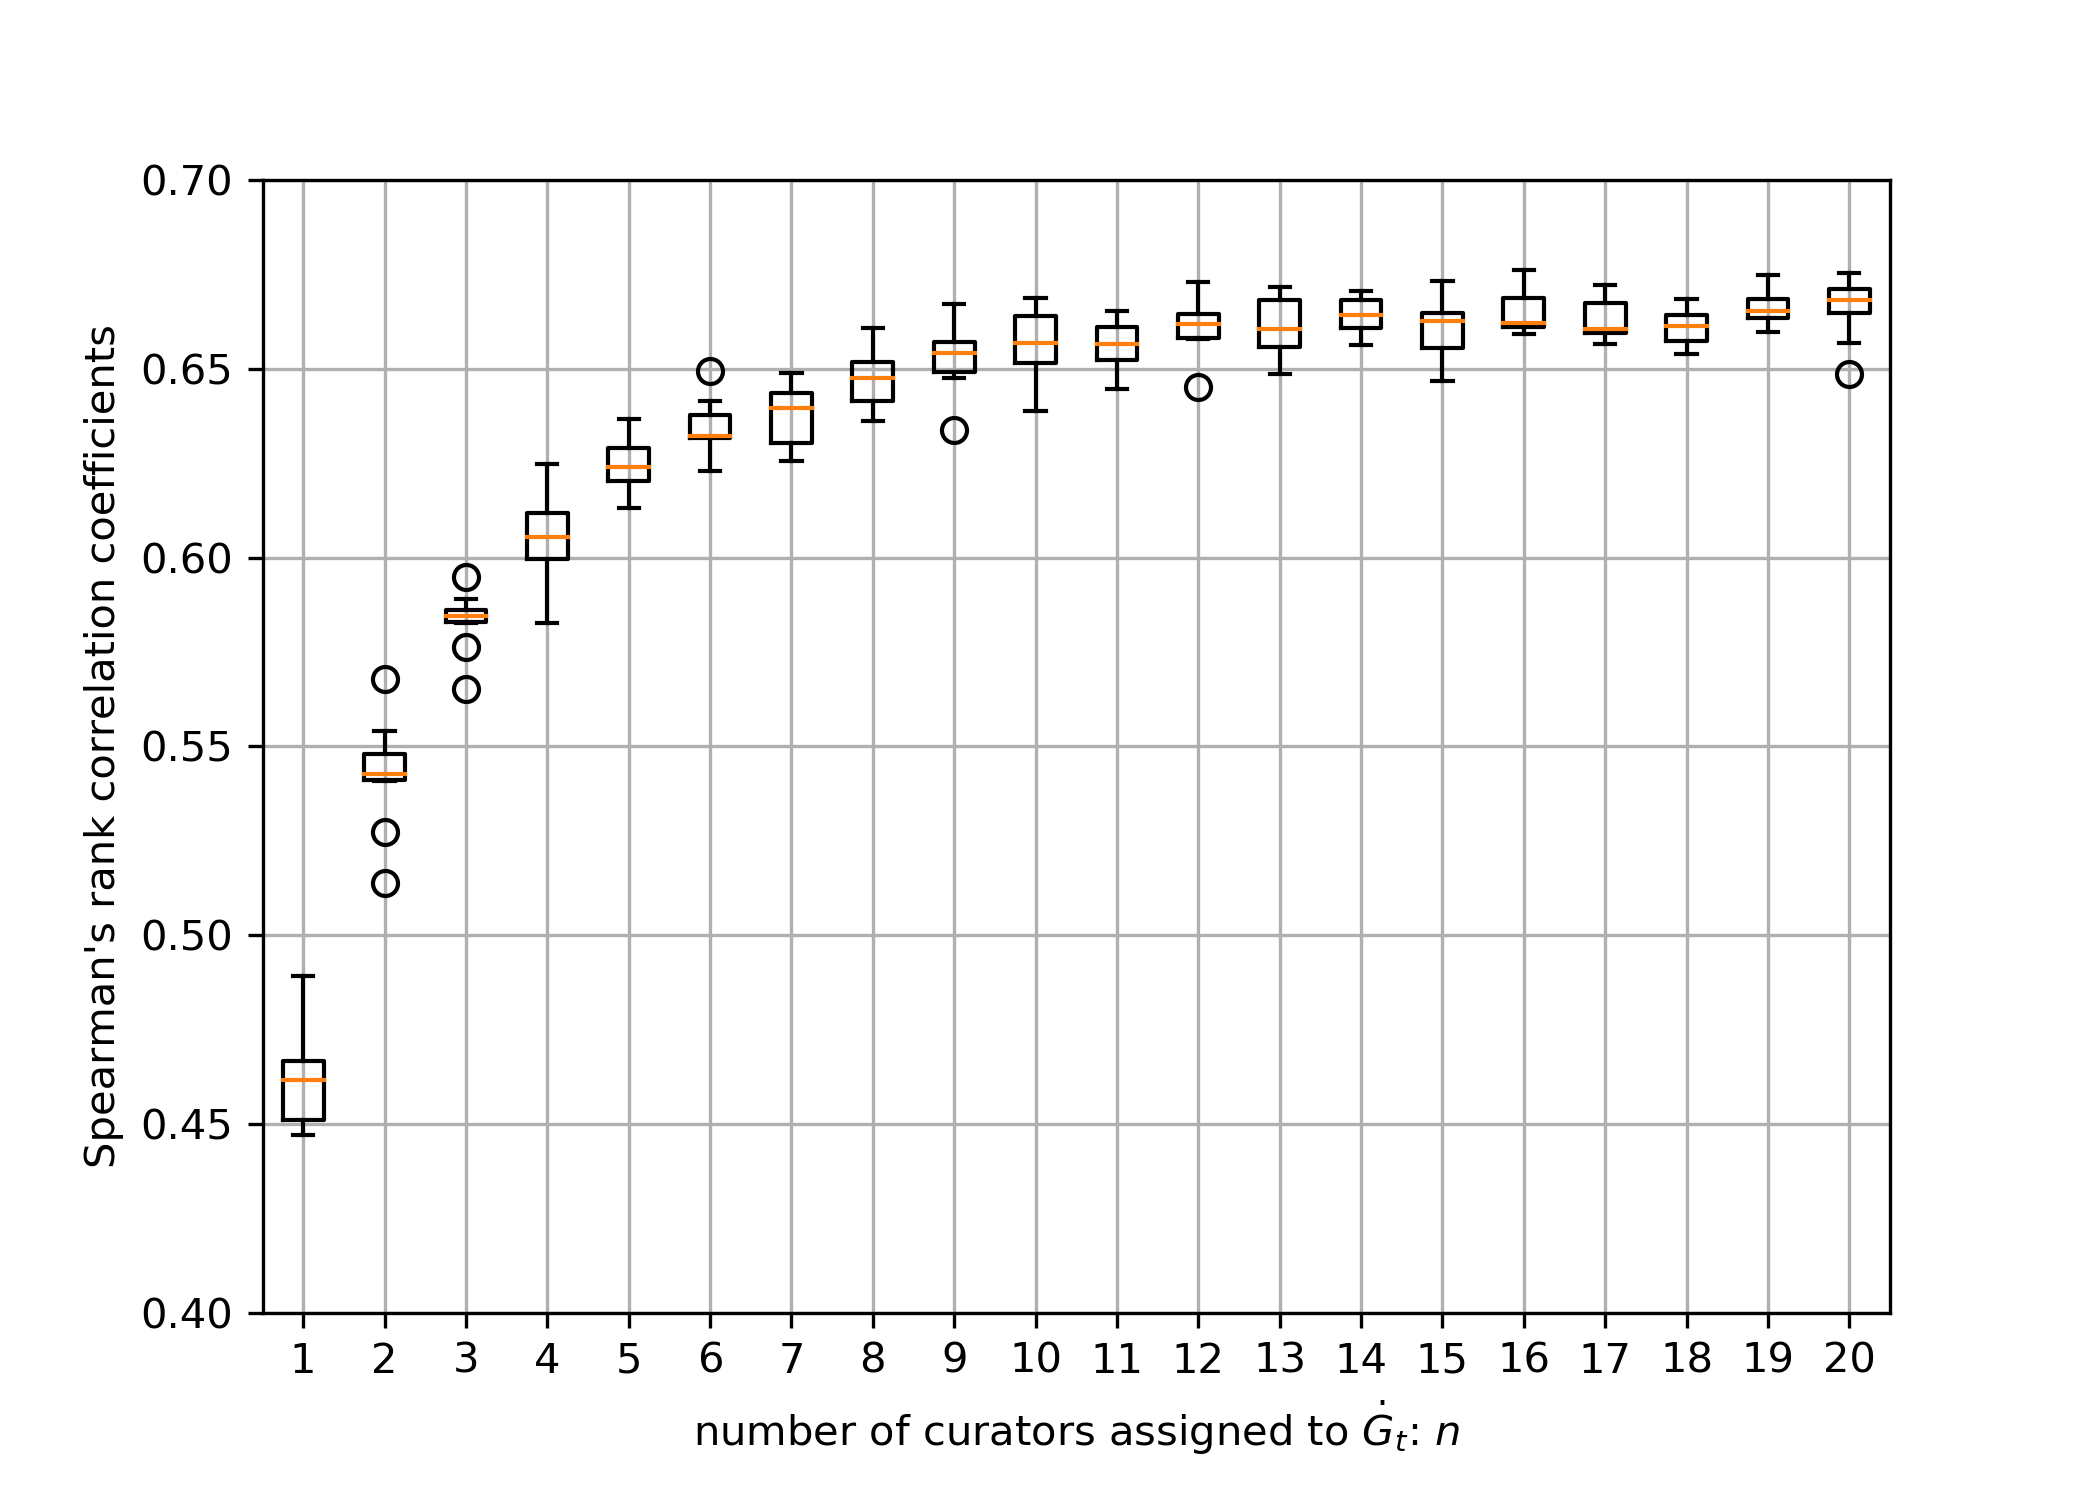 Spearman's rank correlation coefficients
0.70
0.65
0.60
0.55
0.50
0.45
0.40
1 2 3 4 5 6 7 8 9 10 11 12 13 14 15 16 17 18 19 20
number of curators assigned to Ġₜ: n